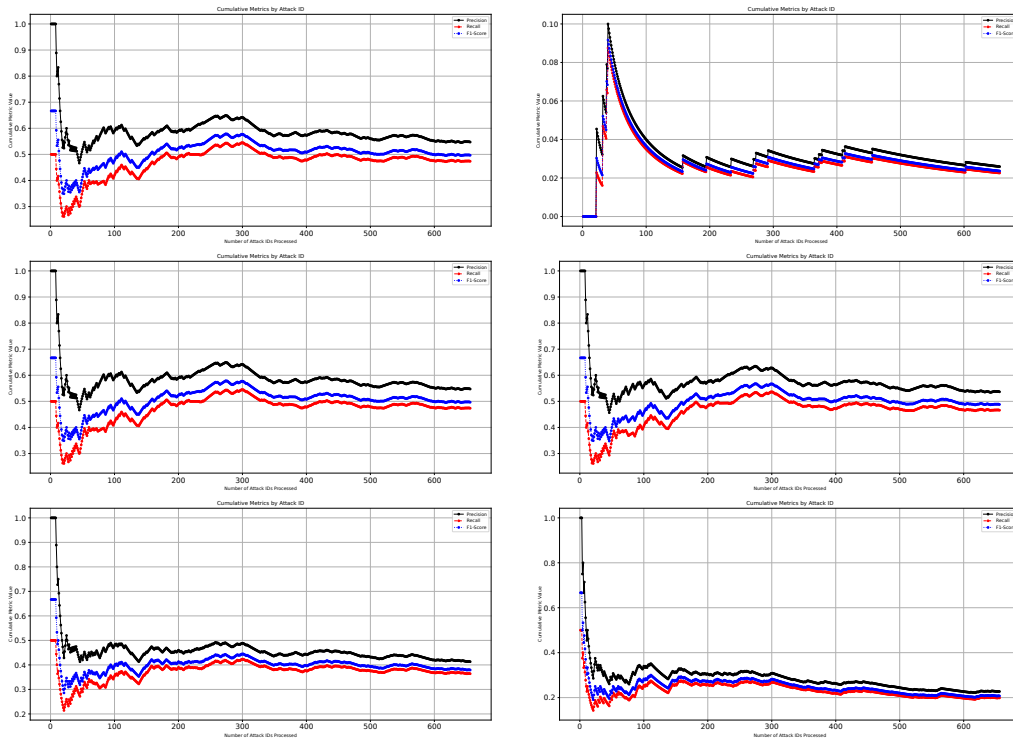 Cumulative Metrics by Attack ID
Cumulative Metric Value
1.0
0.9
0.8
0.7
0.6
0.5
0.4
0.3
0
100
200
300
400
500
600
Number of Attack IDs Processed
Precision
Recall
F1-Score
Cumulative Metrics by Attack ID
Cumulative Metric Value
0.10
0.08
0.06
0.04
0.02
0.00
0
100
200
300
400
500
600
Number of Attack IDs Processed
Precision
Recall
F1-Score
Cumulative Metrics by Attack ID
Cumulative Metric Value
1.0
0.9
0.8
0.7
0.6
0.5
0.4
0.3
0
100
200
300
400
500
600
Number of Attack IDs Processed
Precision
Recall
F1-Score
Cumulative Metrics by Attack ID
Cumulative Metric Value
1.0
0.9
0.8
0.7
0.6
0.5
0.4
0.3
0
100
200
300
400
500
600
Number of Attack IDs Processed
Precision
Recall
F1-Score
Cumulative Metrics by Attack ID
Cumulative Metric Value
1.0
0.9
0.8
0.7
0.6
0.5
0.4
0.3
0.2
0
100
200
300
400
500
600
Number of Attack IDs Processed
Precision
Recall
F1-Score
Cumulative Metrics by Attack ID
Cumulative Metric Value
1.0
0.8
0.6
0.4
0.2
0
100
200
300
400
500
600
Number of Attack IDs Processed
Precision
Recall
F1-Score